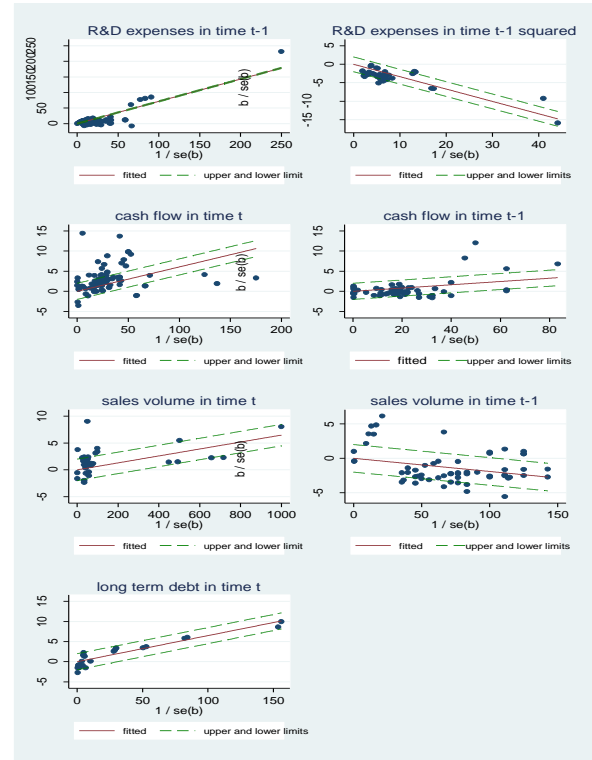 R&D expenses in time t-1
50 100150200250
0
b / se(b)
0 50 100 150 200 250
1 / se(b)
fitted upper and lower limit
R&D expenses in time t-1 squared
-15 -10 -5 0 5
0 10 20 30 40
1 / se(b)
fitted upper and lower limits
cash flow in time t
-5 0 5 10 15
b / se(b)
0 50 100 150 200
1 / se(b)
fitted upper and lower limit
cash flow in time t-1
-5 0 5 10 15
0 20 40 60 80
1 / se(b)
fitted upper and lower limits
sales volume in time t
-5 0 5 10
b / se(b)
0 200 400 600 800 1000
1 / se(b)
fitted upper and lower limit
sales volume in time t-1
-5 0 5
0 50 100 150
1 / se(b)
fitted upper and lower limits
long term debt in time t
-5 0 5 10 15
0 50 100 150
1 / se(b)
fitted upper and lower limits